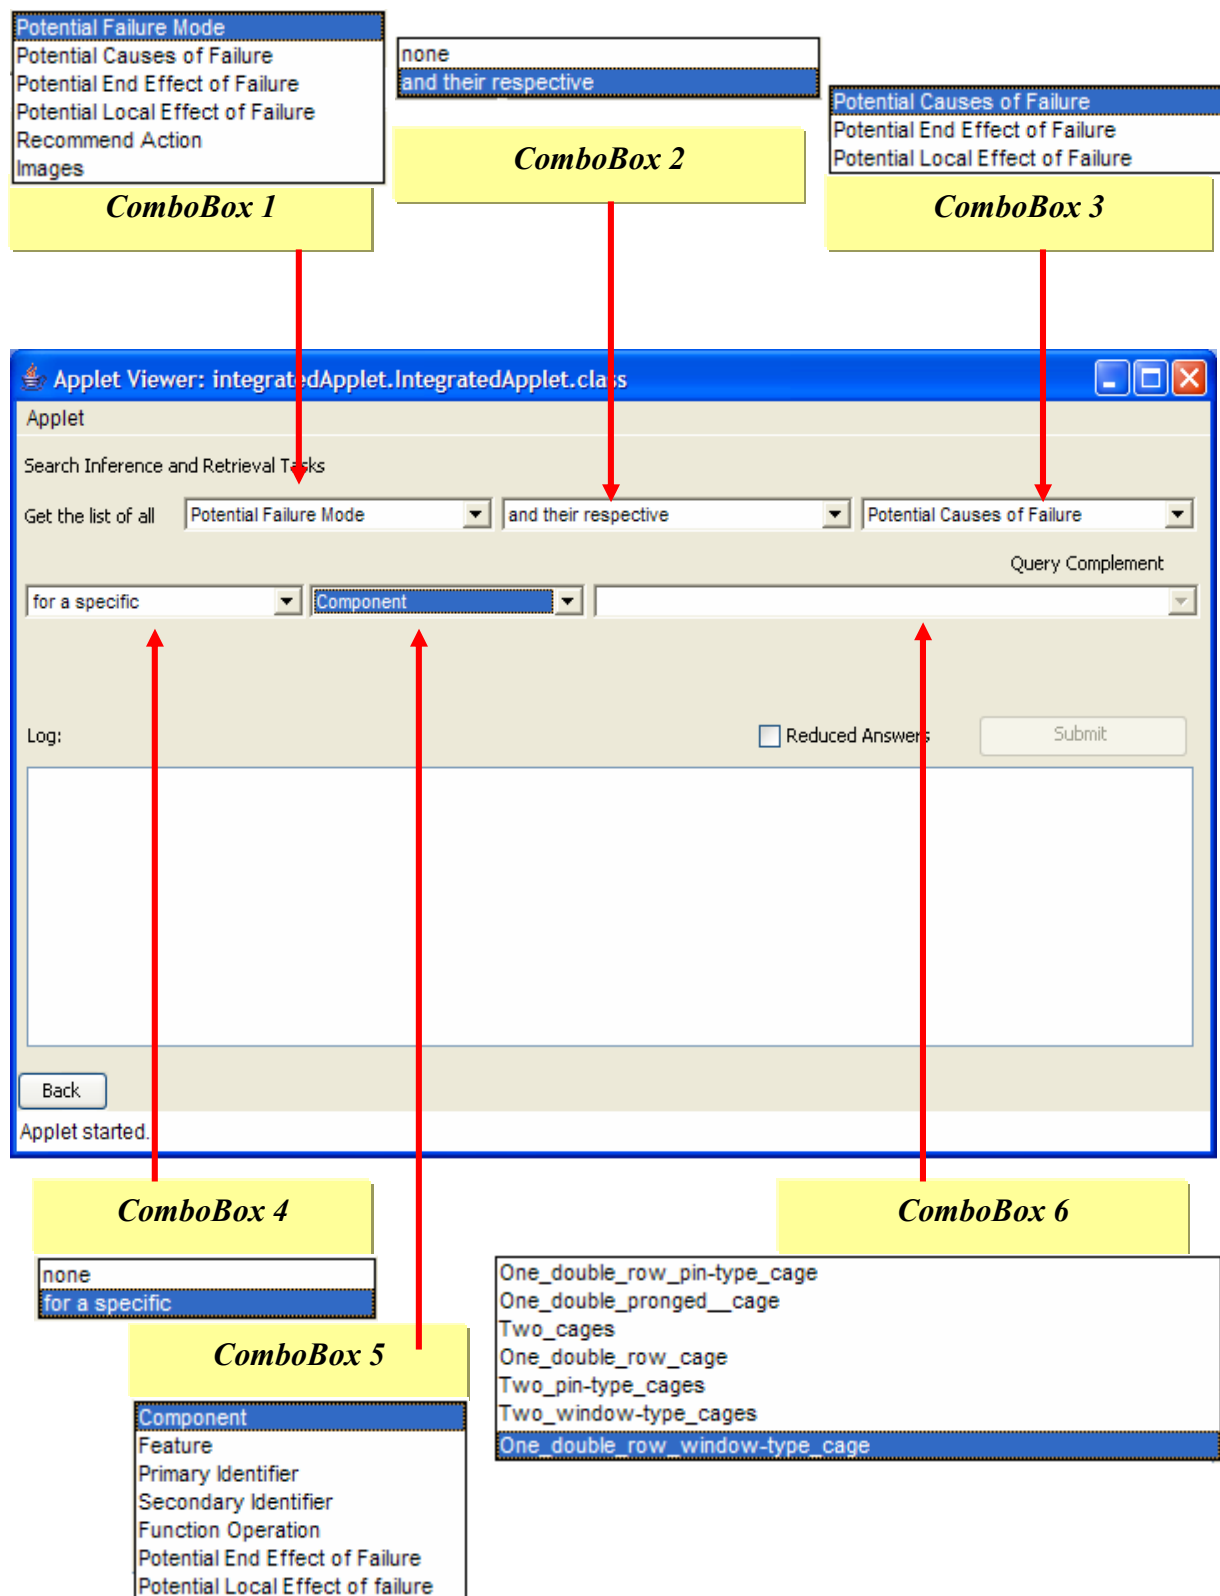 Potential Failure Mode
Potential Causes of Failure
Potential End Effect of Failure
Potential Local Effect of Failure
Recommend Action
Images
ComboBox 1
none
and their respective
ComboBox 2
Potential Causes of Failure
Potential End Effect of Failure
Potential Local Effect of Failure
ComboBox 3
Applet Viewer: integratedApplet.IntegratedApplet.class
Applet
Search Inference and Retrieval Tasks
Get the list of all Potential Failure Mode and their respective Potential Causes of Failure
Query Complement
for a specific Component
Log: Reduced Answers Submit
Back
Applet started.
ComboBox 4
none
for a specific
ComboBox 5
Component
Feature
Primary Identifier
Secondary Identifier
Function Operation
Potential End Effect of Failure
Potential Local Effect of failure
ComboBox 6
One_double_row_pin-type_cage
One_double_pronged__cage
Two_cages
One_double_row_cage
Two_pin-type_cages
Two_window-type_cages
One_double_row_window-type_cage